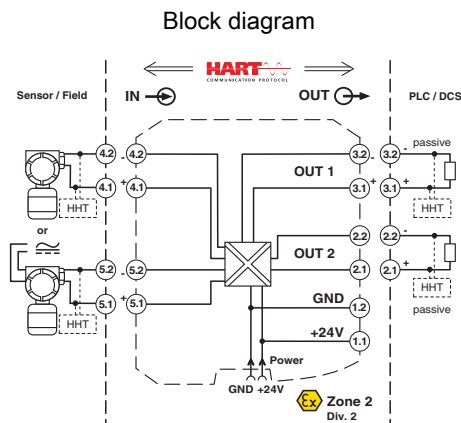 Block diagram
HART
COMMUNICATION PROTOCOL
Sensor / Field
IN
OUT
PLC / DCS
4.2 - 4.2
3.2 - 3.2 - passive
OUT 1
4.1 + 4.1
3.1 + 3.1 +
HHT
HHT
or
2.2 2.2 -
OUT 2
5.2 - 5.2
2.1 2.1 +
GND
1.2
HHT
5.1 + 5.1
HHT
passive
+24V
1.1
Power
GND +24V
Ex
Zone 2
Div. 2